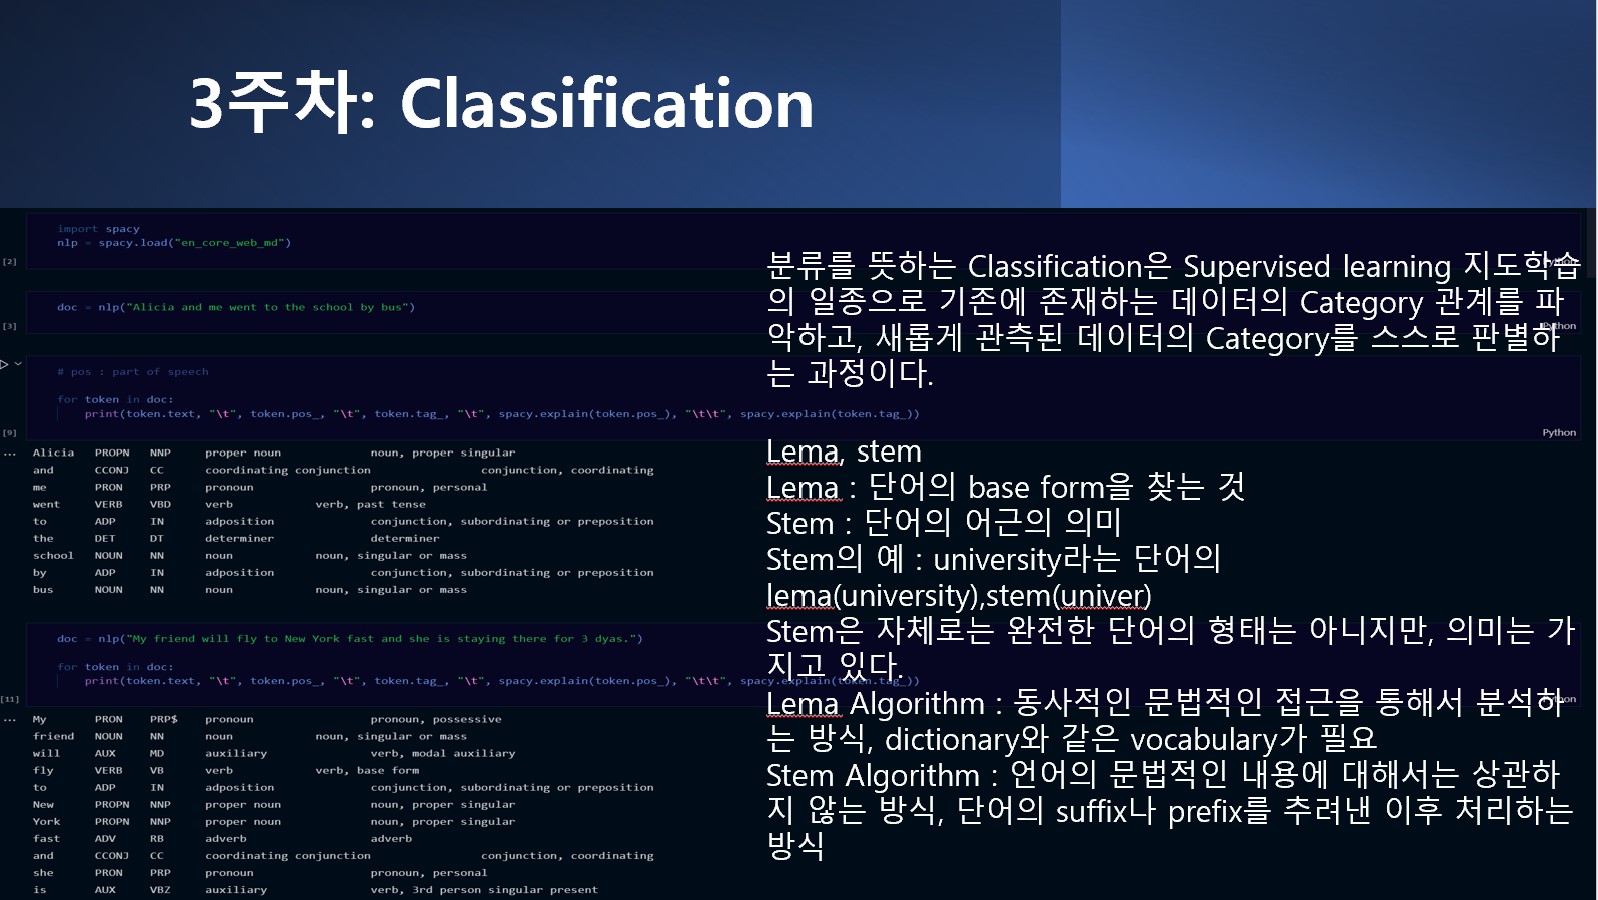 3주차: Classification
import spacy
nlp = spacy.load("en_core_web_md")
[2]
Python
doc = nlp("Alicia and me went to the school by bus")
[3]
Python
# pos : part of speech
for token in doc:
print(token.text, "\t", token.pos_, "\t", token.tag_, "\t", spacy.explain(token.pos_), "\t\t", spacy.explain(token.tag_))
[9]
Python
Alicia PROPN NNP proper noun noun, proper singular
and CCONJ CC coordinating conjunction conjunction, coordinating
me PRON PRP pronoun pronoun, personal
went VERB VBD verb verb, past tense
to ADP IN adposition conjunction, subordinating or preposition
the DET DT determiner determiner
school NOUN NN noun noun, singular or mass
by ADP IN adposition conjunction, subordinating or preposition
bus NOUN NN noun noun, singular or mass
doc = nlp("My friend will fly to New York fast and she is staying there for 3 dyas.")
for token in doc:
print(token.text, "\t", token.pos_, "\t", token.tag_, "\t", spacy.explain(token.pos_), "\t\t", spacy.explain(token.tag_))
[11]
Python
My PRON PRP$ pronoun pronoun, possessive
friend NOUN NN noun noun, singular or mass
will AUX MD auxiliary verb, modal auxiliary
fly VERB VB verb verb, base form
to ADP IN adposition conjunction, subordinating or preposition
New PROPN NNP proper noun noun, proper singular
York PROPN NNP proper noun noun, proper singular
fast ADV RB adverb adverb
and CCONJ CC coordinating conjunction conjunction, coordinating
she PRON PRP pronoun pronoun, personal
is AUX VBZ auxiliary verb, 3rd person singular present
분류를 뜻하는 Classification은 Supervised learning 지도학습
의 일종으로 기존에 존재하는 데이터의 Category 관계를 파
악하고, 새롭게 관측된 데이터의 Category를 스스로 판별하
는 과정이다.
Lema, stem
Lema : 단어의 base form을 찾는 것
Stem : 단어의 어근의 의미
Stem의 예 : university라는 단어의
lema(university),stem(univer)
Stem은 자체로는 완전한 단어의 형태는 아니지만, 의미는 가
지고 있다.
Lema Algorithm : 동사적인 문법적인 접근을 통해서 분석하
는 방식, dictionary와 같은 vocabulary가 필요
Stem Algorithm : 언어의 문법적인 내용에 대해서는 상관하
지 않는 방식, 단어의 suffix나 prefix를 추려낸 이후 처리하는
방식